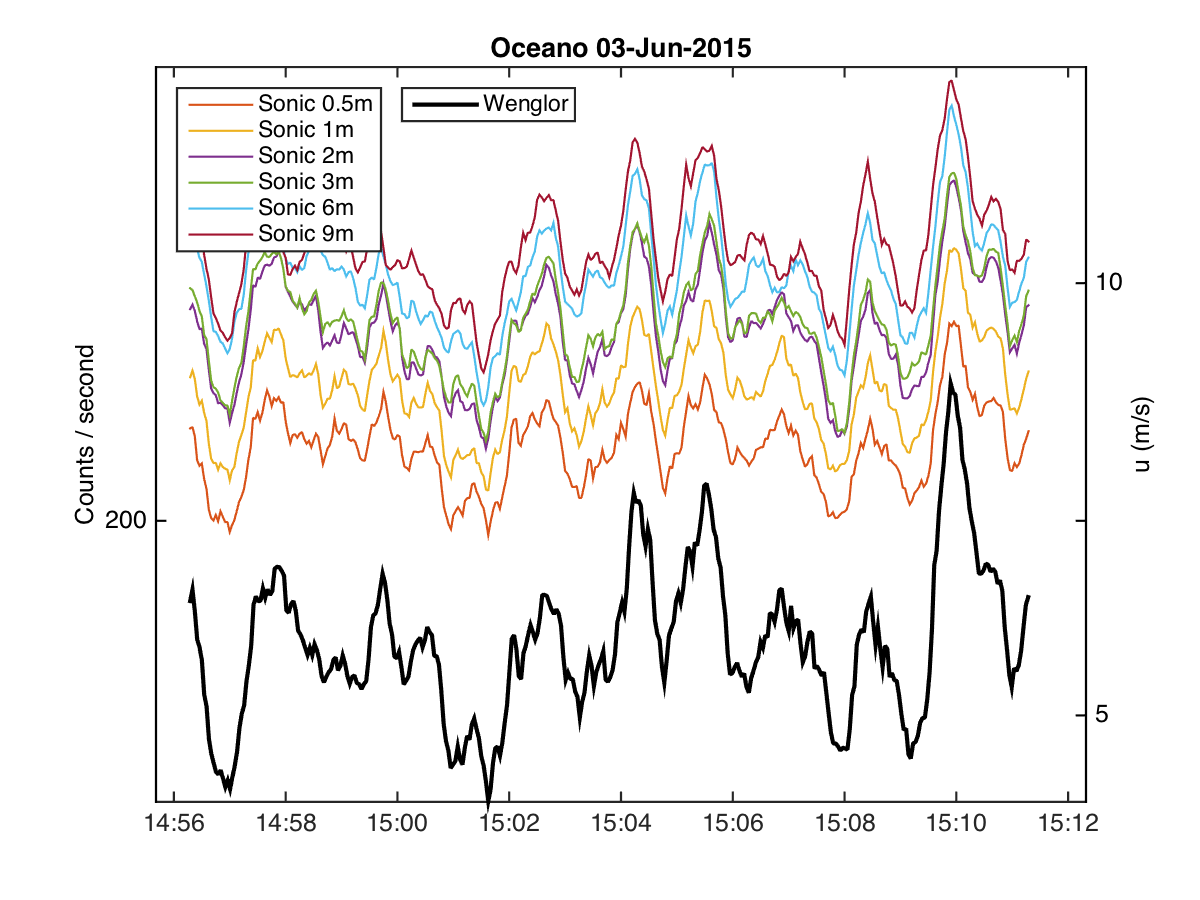 Oceano 03-Jun-2015
Sonic 0.5m
Sonic 1m
Sonic 2m
Sonic 3m
Sonic 6m
Sonic 9m
Wenglor
Counts / second
200
10
5
u (m/s)
14:56 14:58 15:00 15:02 15:04 15:06 15:08 15:10 15:12